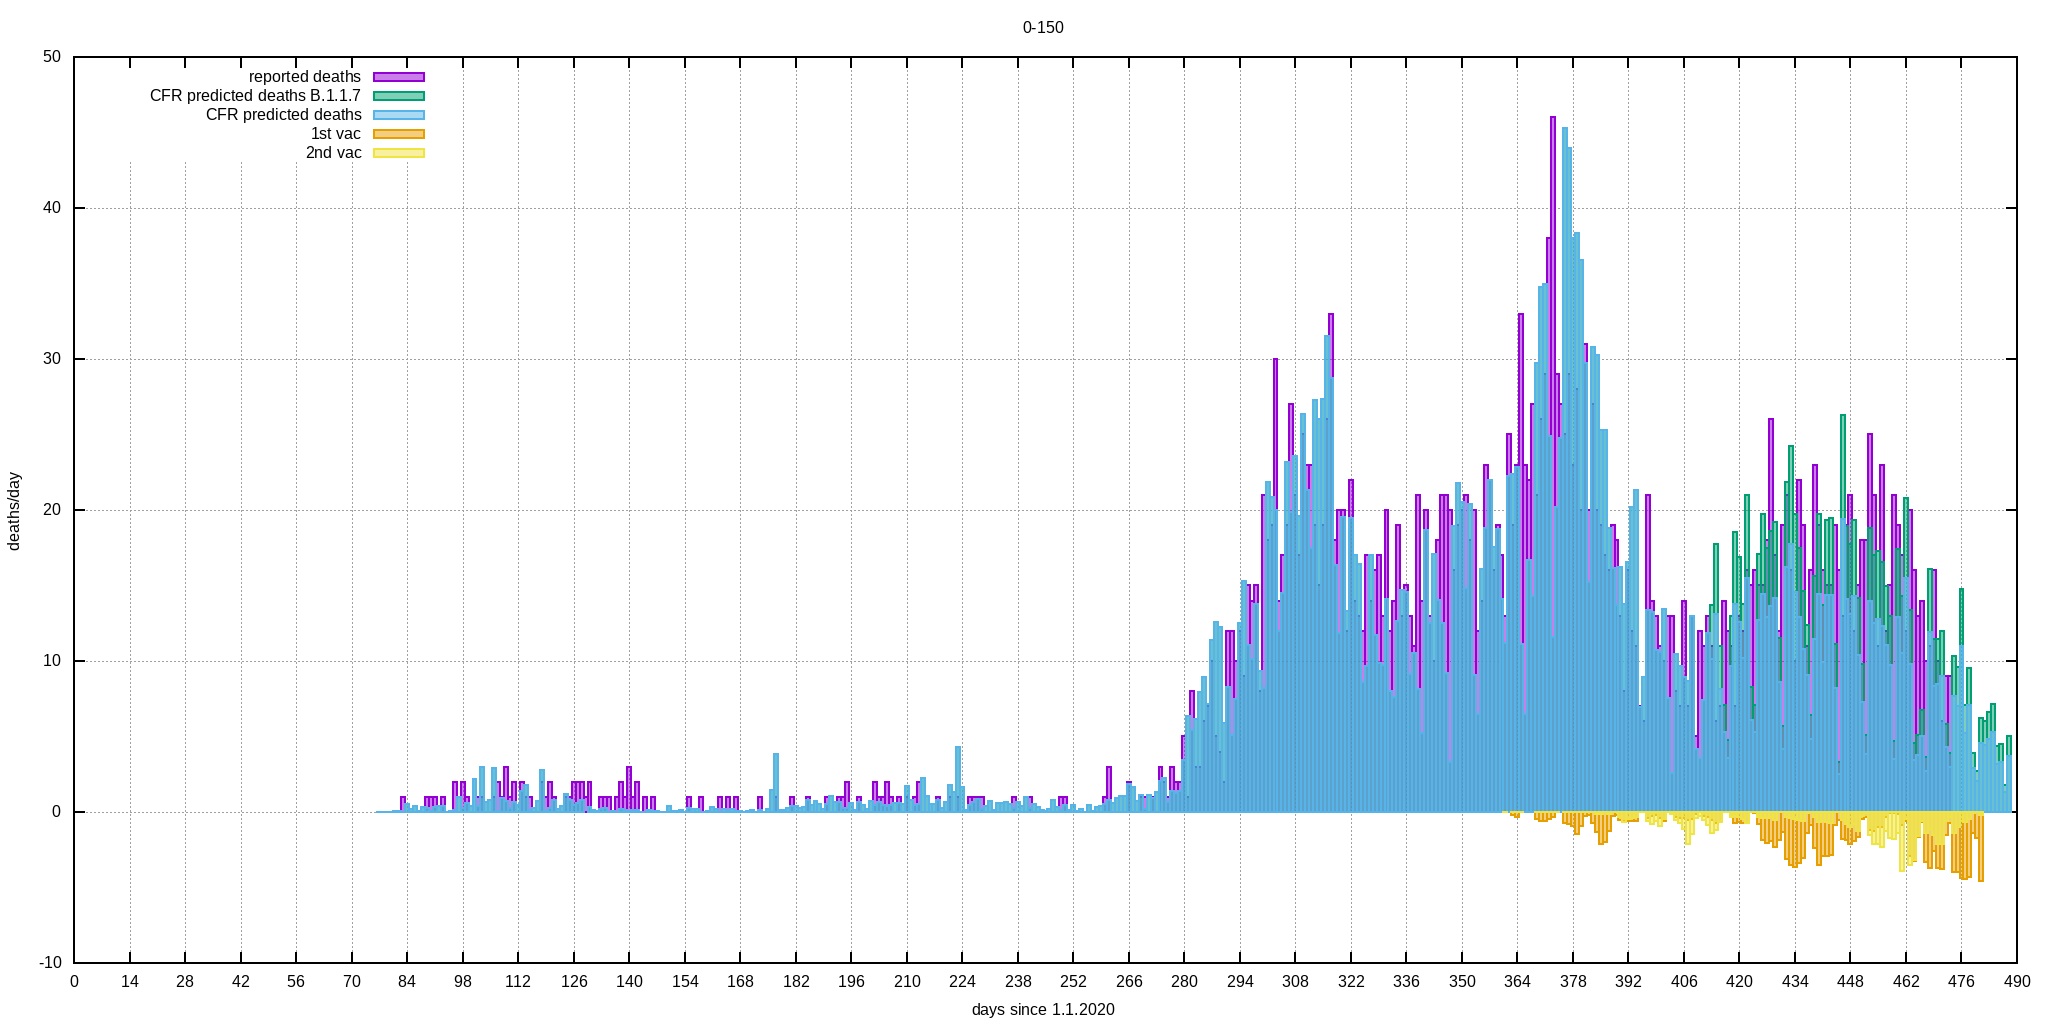 0-150
50
40
30
20
10
0
-10
deaths/day
reported deaths
CFR predicted deaths B.1.1.7
CFR predicted deaths
1st vac
2nd vac
0 14 28 42 56 70 84 98 112 126 140 154 168 182 196 210 224 238 252 266 280 294 308 322 336 350 364 378 392 406 420 434 448 462 476 490
days since 1.1.2020